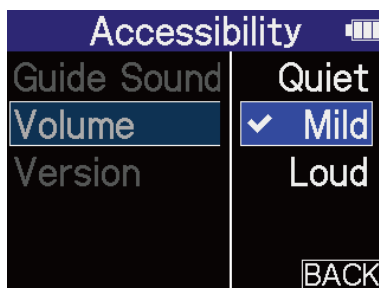 Accessibility
Guide Sound Quiet
Volume Mild
Version Loud
BACK